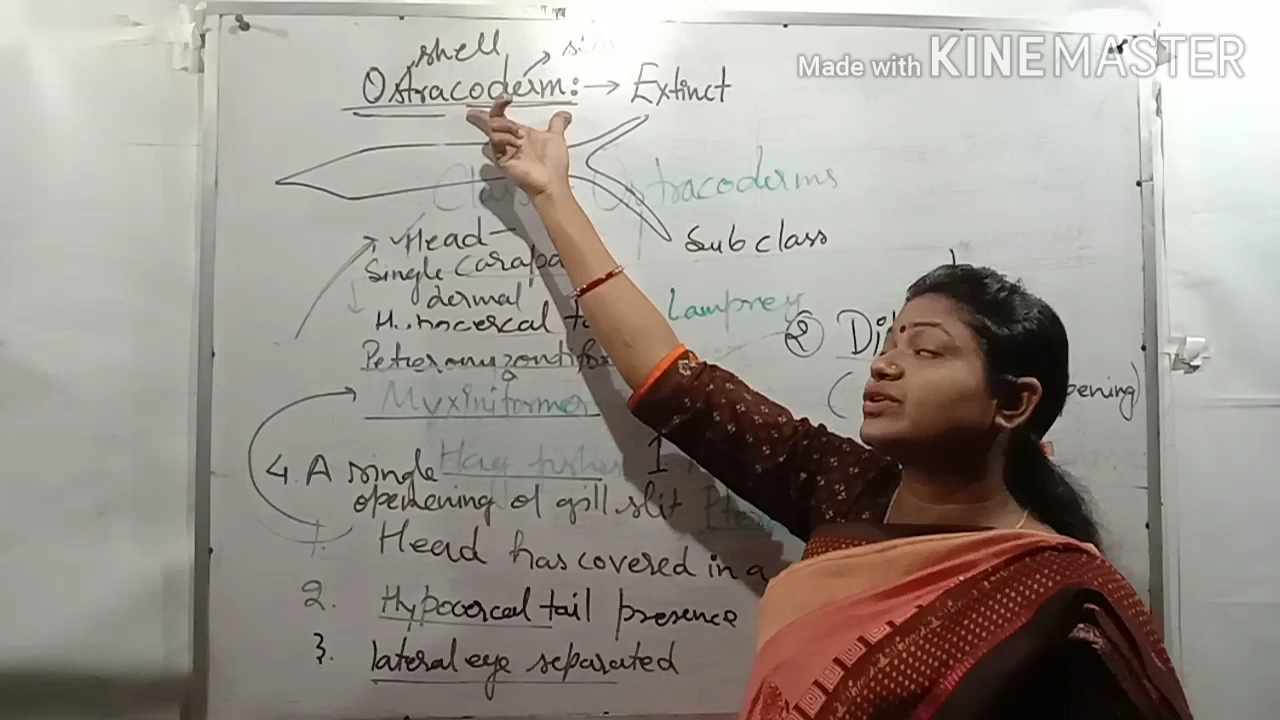 Made with KINEMASTER
shell
Ostracoderm: → Extinct
Class Ostracoderms
Head
Subclass
Single Carapa
dermal
Lamprey
② Di
pening)
Myxiniformes
4. A single Hag fishes 1
opening of gill slit
1. Head has covered in a
2. Hypocercal tail presence
3. lateral eye separated